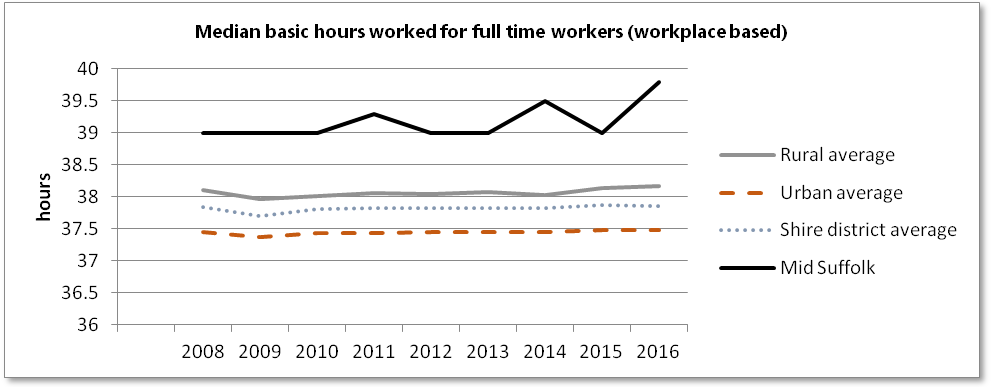 Median basic hours worked for full time workers (workplace based)
40
39.5
39
38.5
38
37.5
37
36.5
36
hours
2008 2009 2010 2011 2012 2013 2014 2015 2016
Rural average
Urban average
Shire district average
Mid Suffolk